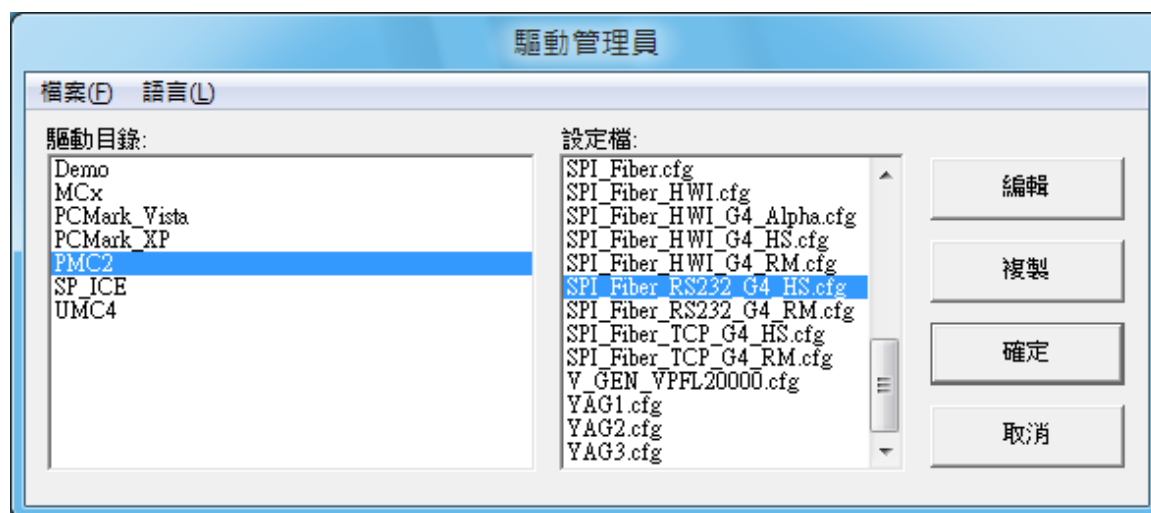 驅動管理員
檔案(F) 語言(L)
驅動目錄:
Demo
MCx
PCMark_Vista
PCMark_XP
PMC2
SP_ICE
UMC4
設定檔:
SPI_Fiber.cfg
SPI_Fiber_HWI.cfg
SPI_Fiber_HWI_G4_Alpha.cfg
SPI_Fiber_HWI_G4_HS.cfg
SPI_Fiber_HWI_G4_RM.cfg
SPI_Fiber_RS232_G4_HS.cfg
SPI_Fiber_RS232_G4_RM.cfg
SPI_Fiber_TCP_G4_HS.cfg
SPI_Fiber_TCP_G4_RM.cfg
V_GEN_VPFL20000.cfg
YAG1.cfg
YAG2.cfg
YAG3.cfg
編輯
複製
確定
取消